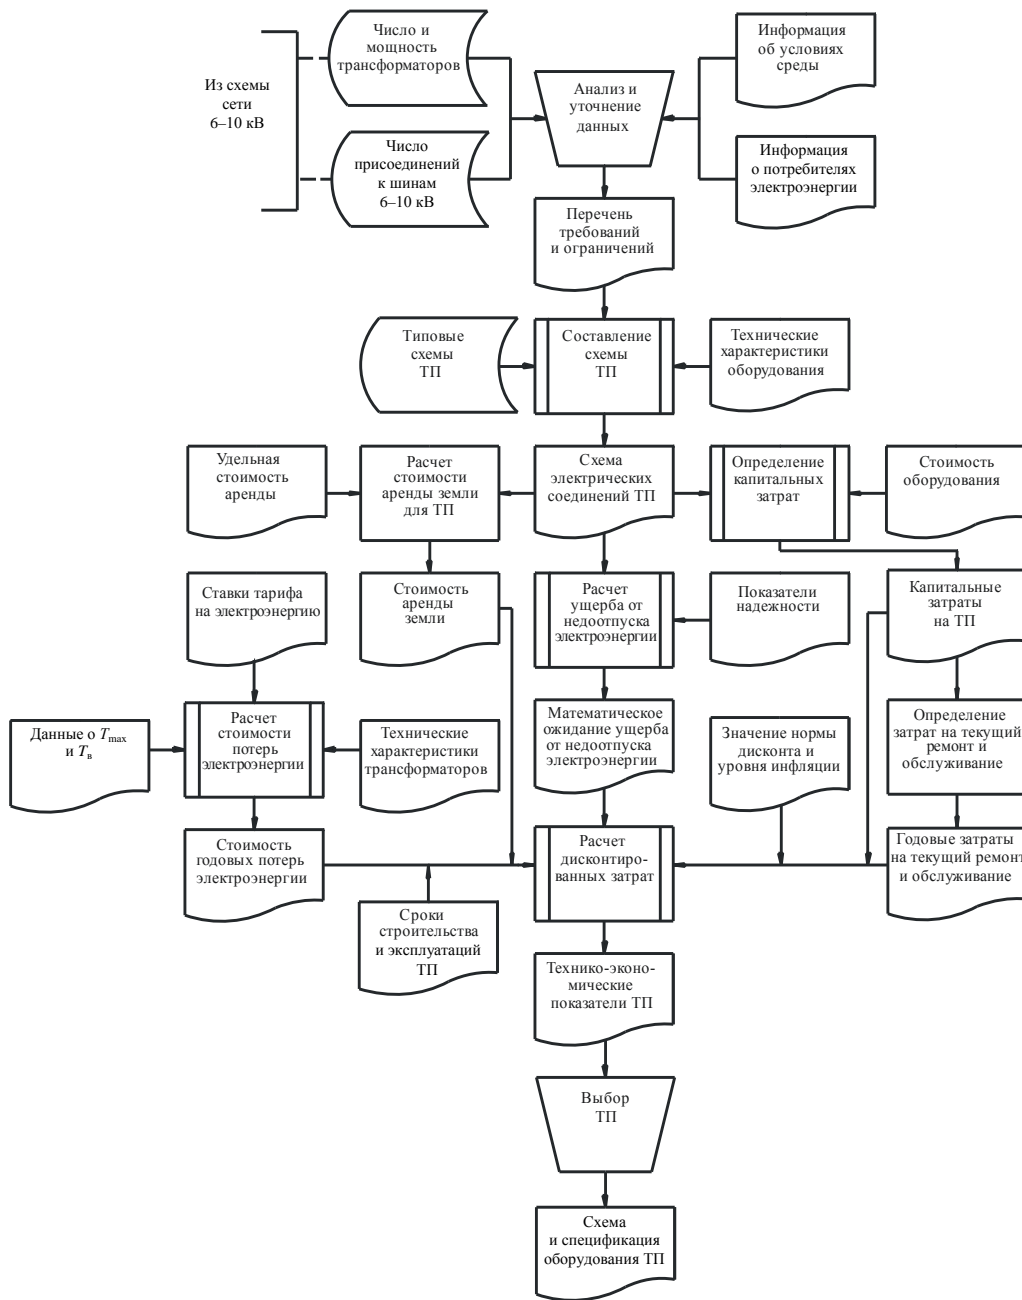 Число и
мощность
трансформаторов
Информация
об условиях
среды
Из схемы
сети
6–10 кВ
Анализ и
уточнение
данных
Число
присоединений
к шинам
6–10 кВ
Информация
о потребителях
электроэнергии
Перечень
требований
и ограничений
Типовые
схемы
ТП
Составление
схемы
ТП
Технические
характеристики
оборудования
Удельная
стоимость
аренды
Расчет
стоимости
аренды земли
для ТП
Схема
электрических
соединений ТП
Определение
капитальных
затрат
Стоимость
оборудования
Ставки тарифа
на электроэнергию
Стоимость
аренды
земли
Расчет
ущерба от
недоотпуска
электроэнергии
Показатели
надежности
Капитальные
затраты
на ТП
Данные о Tmax
и Tв
Расчет
стоимости
потерь
электроэнергии
Технические
характеристики
трансформаторов
Математическое
ожидание ущерба
от недоотпуска
электроэнергии
Значение нормы
дисконта и
уровня инфляции
Определение
затрат на текущий
ремонт и
обслуживание
Стоимость
годовых потерь
электроэнергии
Расчет
дисконтиро-
ванных затрат
Годовые затраты
на текущий ремонт
и обслуживание
Сроки
строительства
и эксплуатаций
ТП
Технико-эконо-
мические
показатели ТП
Выбор
ТП
Схема
и спецификация
оборудования ТП